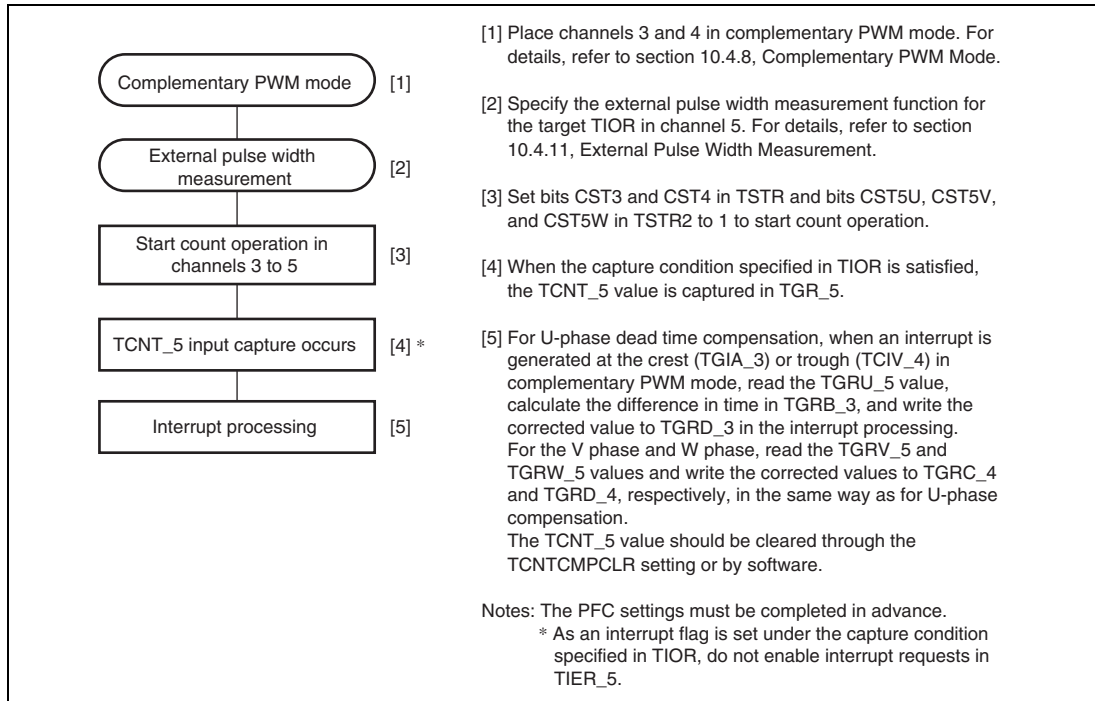 Complementary PWM mode [1]
External pulse width
measurement [2]
Start count operation in
channels 3 to 5 [3]
TCNT_5 input capture occurs [4] *
Interrupt processing [5]
[1] Place channels 3 and 4 in complementary PWM mode. For
details, refer to section 10.4.8, Complementary PWM Mode.
[2] Specify the external pulse width measurement function for
the target TIOR in channel 5. For details, refer to section
10.4.11, External Pulse Width Measurement.
[3] Set bits CST3 and CST4 in TSTR and bits CST5U, CST5V,
and CST5W in TSTR2 to 1 to start count operation.
[4] When the capture condition specified in TIOR is satisfied,
the TCNT_5 value is captured in TGR_5.
[5] For U-phase dead time compensation, when an interrupt is
generated at the crest (TGIA_3) or trough (TCIV_4) in
complementary PWM mode, read the TGRU_5 value,
calculate the difference in time in TGRB_3, and write the
corrected value to TGRD_3 in the interrupt processing.
For the V phase and W phase, read the TGRV_5 and
TGRW_5 values and write the corrected values to TGRC_4
and TGRD_4, respectively, in the same way as for U-phase
compensation.
The TCNT_5 value should be cleared through the
TCNTCMPCLR setting or by software.
Notes: The PFC settings must be completed in advance.
* As an interrupt flag is set under the capture condition
specified in TIOR, do not enable interrupt requests in
TIER_5.